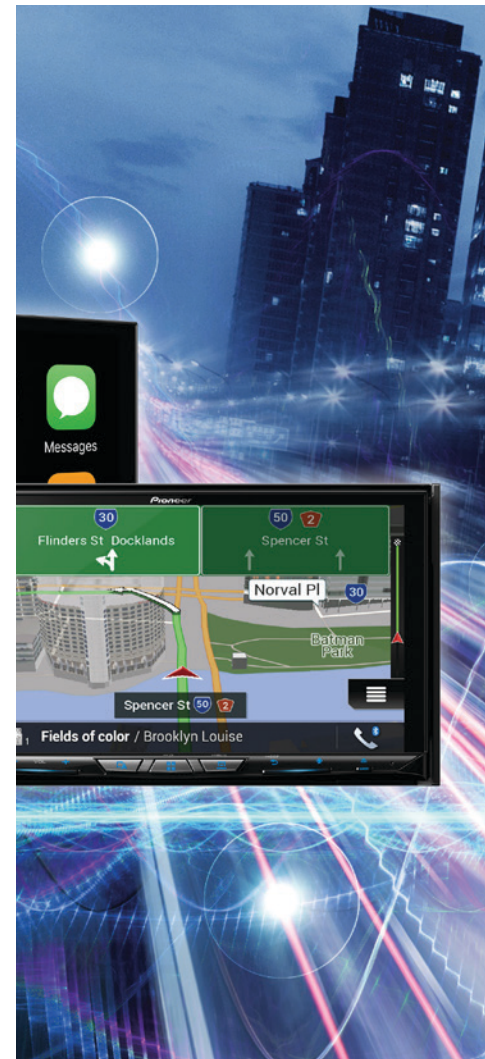 Messages
Pioneer
30
50 2
Flinders St Docklands
Spencer St
Norval Pl
30
Batman
Park
Spencer St 50 2
1 Fields of color / Brooklyn Louise